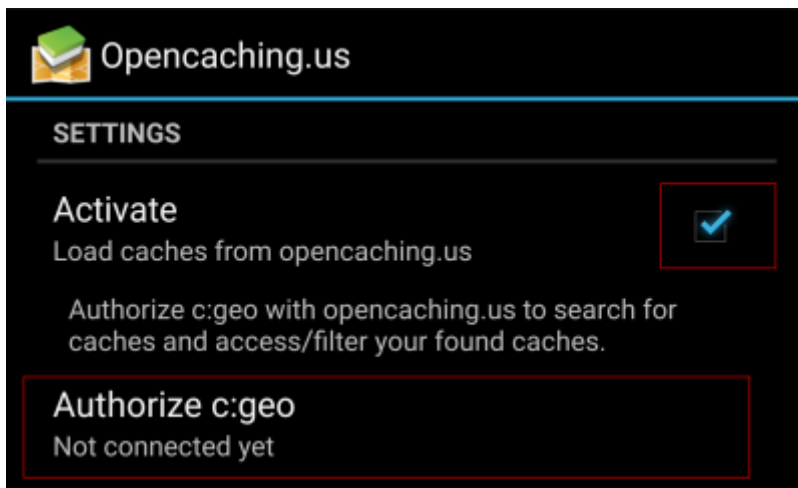 Opencaching.us
SETTINGS
Activate
Load caches from opencaching.us
Authorize c:geo with opencaching.us to search for
caches and access/filter your found caches.
Authorize c:geo
Not connected yet